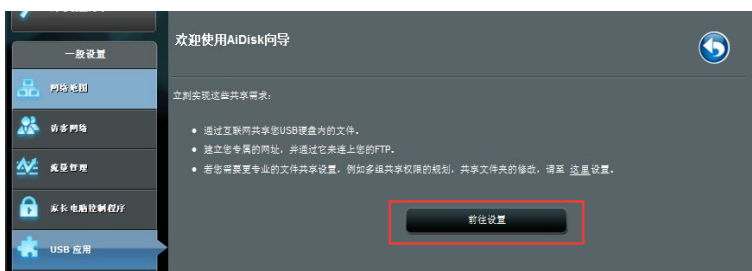 一般设置
网络地图
访客网络
流量管理
家长电脑控制程序
USB 应用
欢迎使用AiDisk向导
立刻实现这些共享需求:
通过互联网共享您USB硬盘内的文件。
建立您专属的网址，并通过它来连上您的FTP。
若您需要更专业的文件共享设置，例如多组共享权限的规划，共享文件夹的修改，请至 这里设置。
前往设置